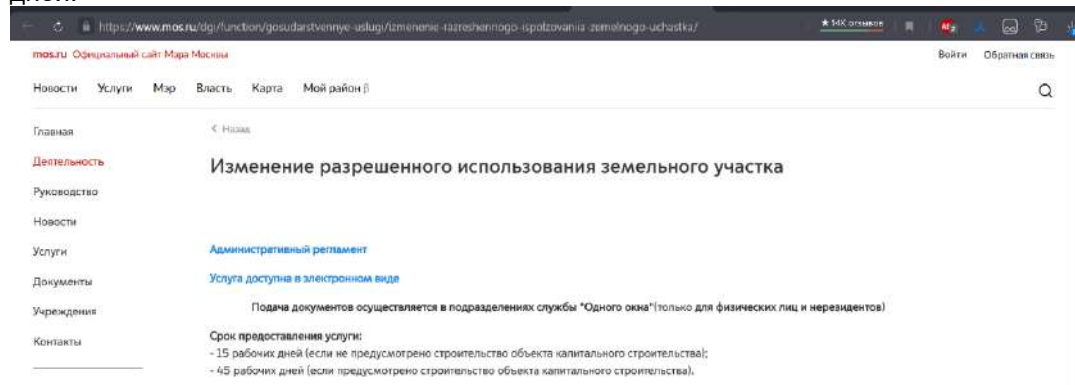 дней.
https://www.mos.ru/dgi/function/gosudarstvennye-uslugi/izmenenie-razreshennogo-ispolzovaniia-zemelnogo-uchastka/ ★ 14K отзывов
mos.ru Официальный сайт Мэра Москвы Войти Обратная связь
Новости Услуги Мэр Власть Карта Мой район β
Главная
< Назад
Деятельность
Изменение разрешенного использования земельного участка
Руководство
Новости
Услуги
Административный регламент
Документы
Услуга доступна в электронном виде
Учреждения
Подача документов осуществляется в подразделениях службы "Одного окна"(только для физических лиц и нерезидентов)
Контакты
Срок предоставления услуги:
- 15 рабочих дней (если не предусмотрено строительство объекта капитального строительства);
- 45 рабочих дней (если предусмотрено строительство объекта капитального строительства).